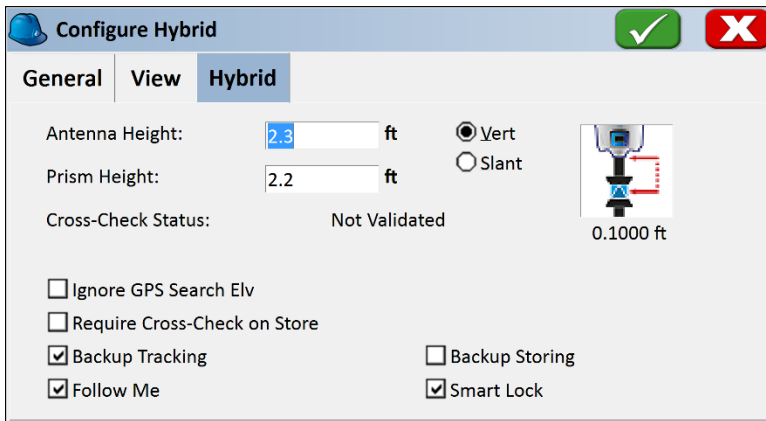 Configure Hybrid
General View Hybrid
Antenna Height: 2.3 ft Vert
Slant
Prism Height: 2.2 ft
Cross-Check Status: Not Validated
0.1000 ft
Ignore GPS Search Elv
Require Cross-Check on Store
Backup Tracking Backup Storing
Follow Me Smart Lock